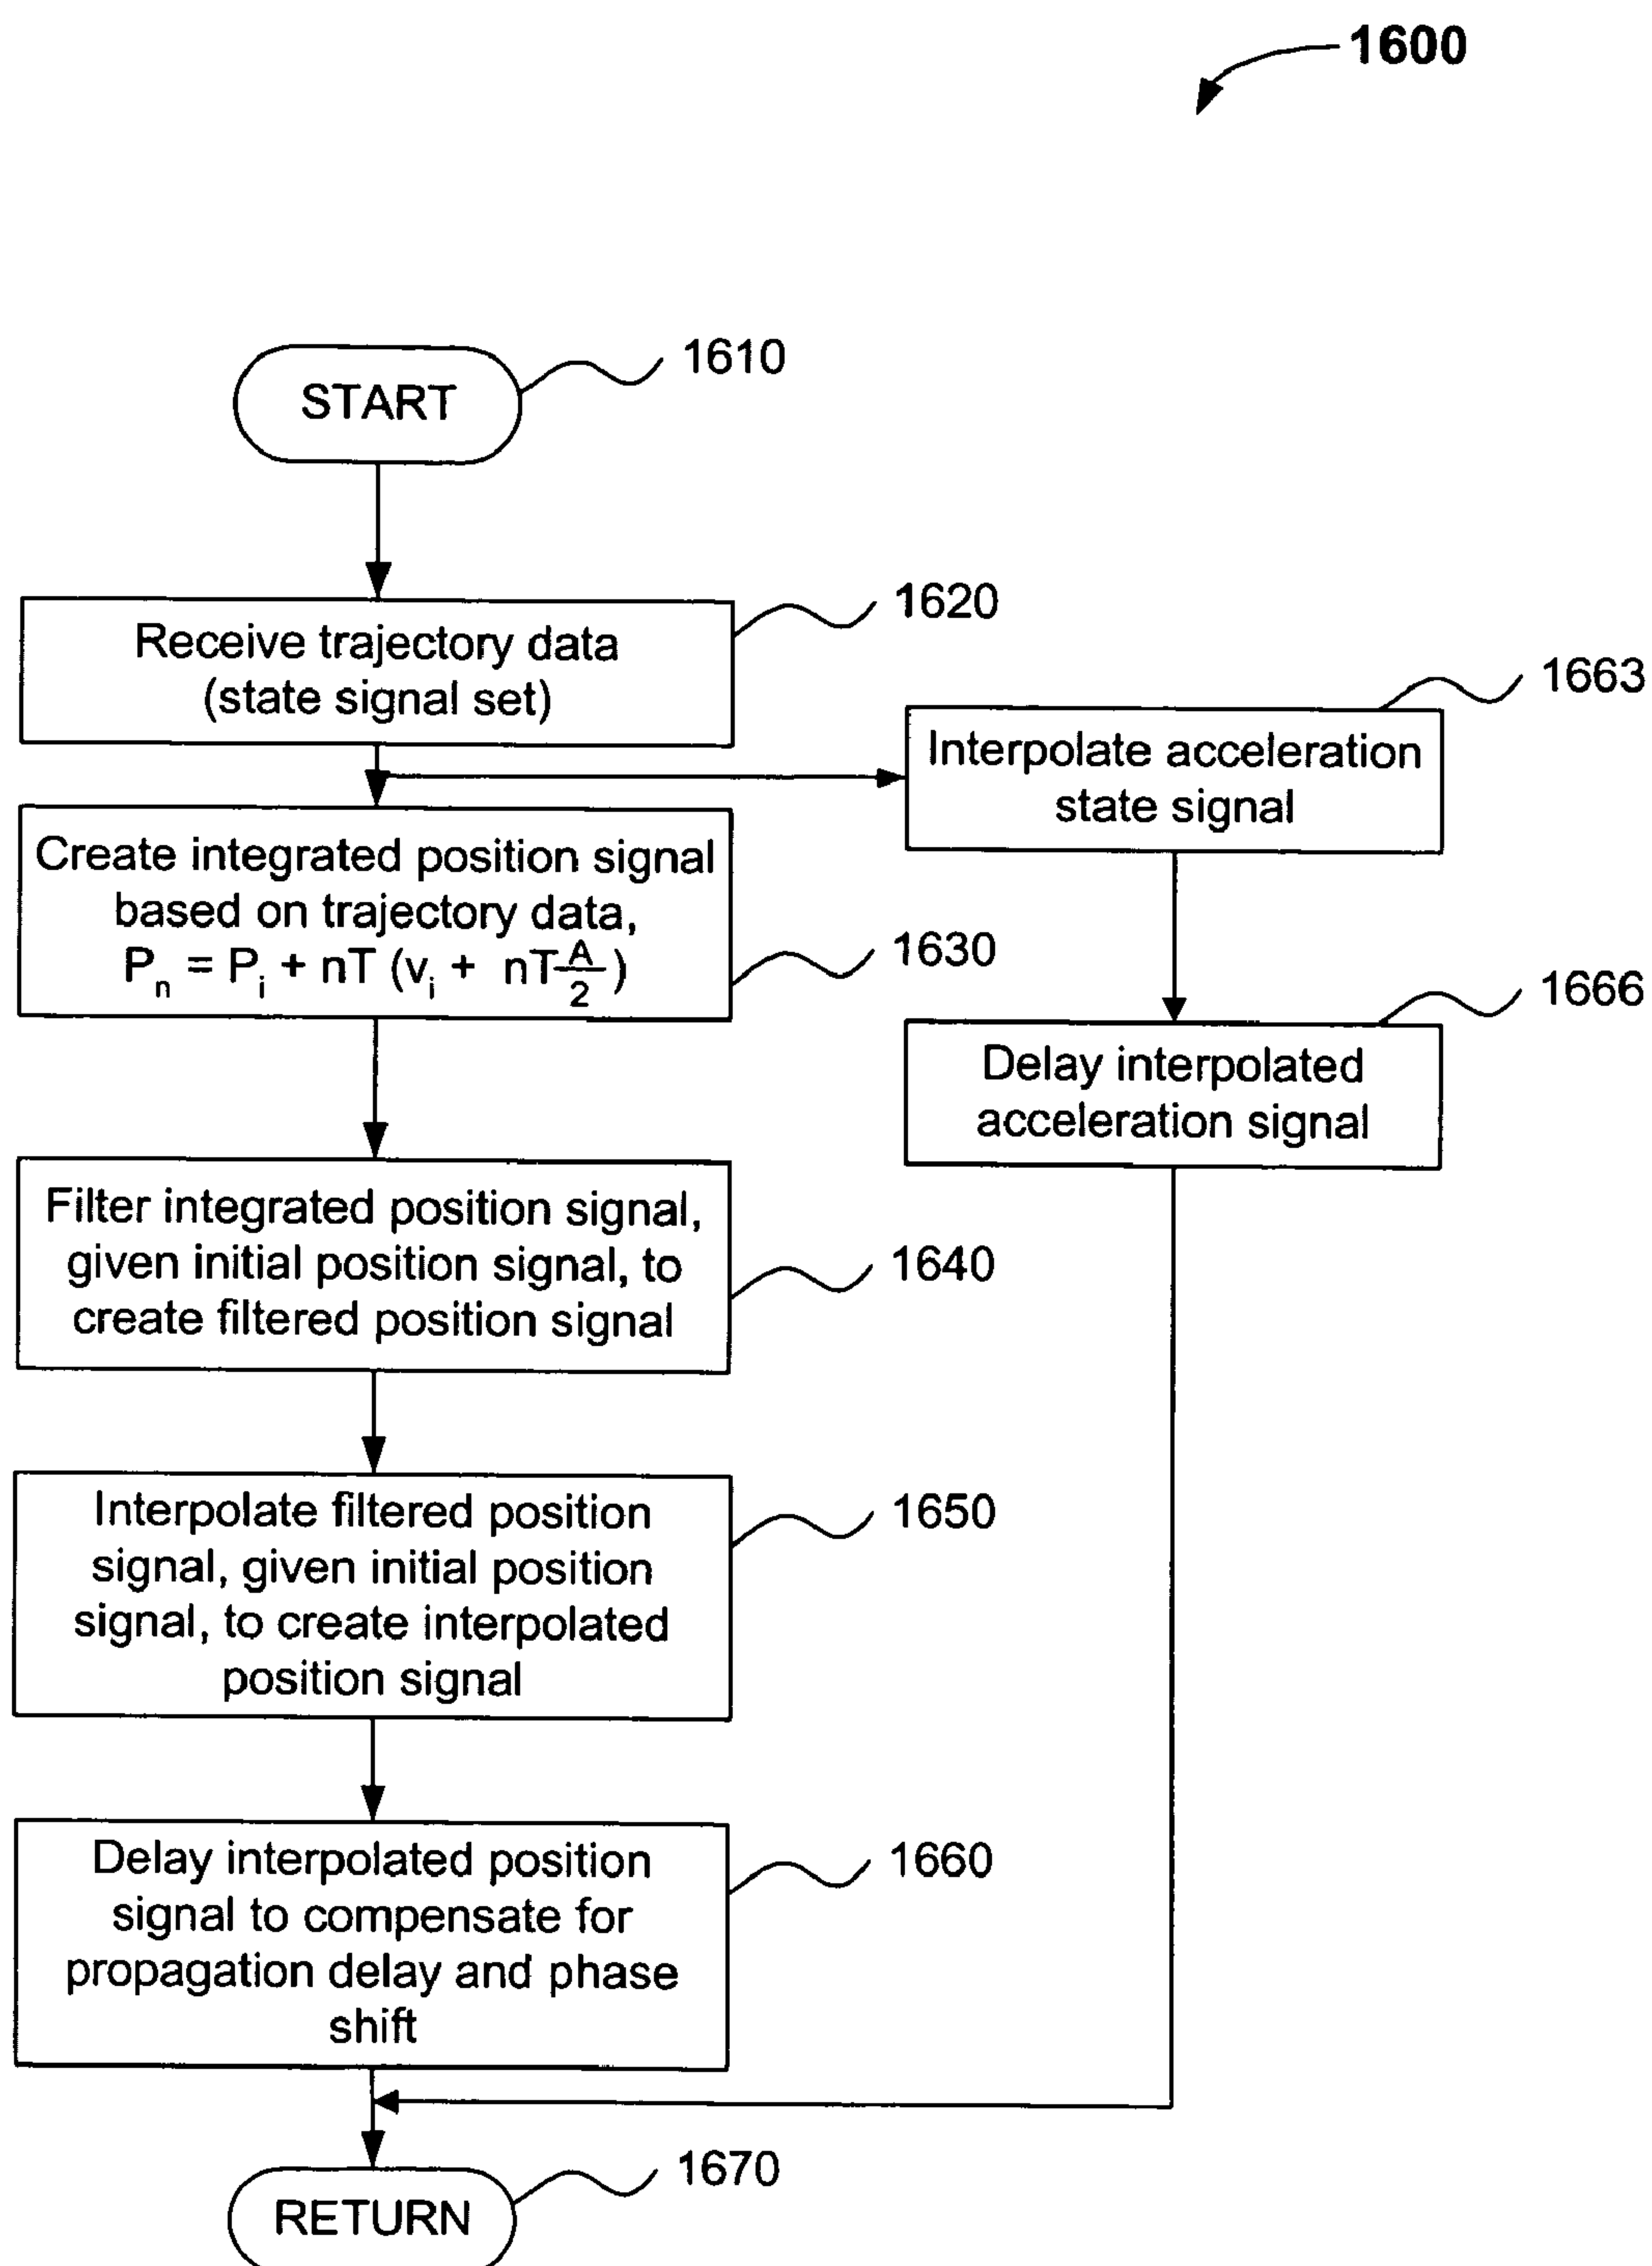 1600
START
1610
Receive trajectory data
(state signal set)
1620
Interpolate acceleration
state signal
1663
Create integrated position signal
based on trajectory data,
Pn = Pi + nT (vi + nT A/2)
1630
Delay interpolated
acceleration signal
1666
Filter integrated position signal,
given initial position signal, to
create filtered position signal
1640
Interpolate filtered position
signal, given initial position
signal, to create interpolated
position signal
1650
Delay interpolated position
signal to compensate for
propagation delay and phase
shift
1660
RETURN
1670